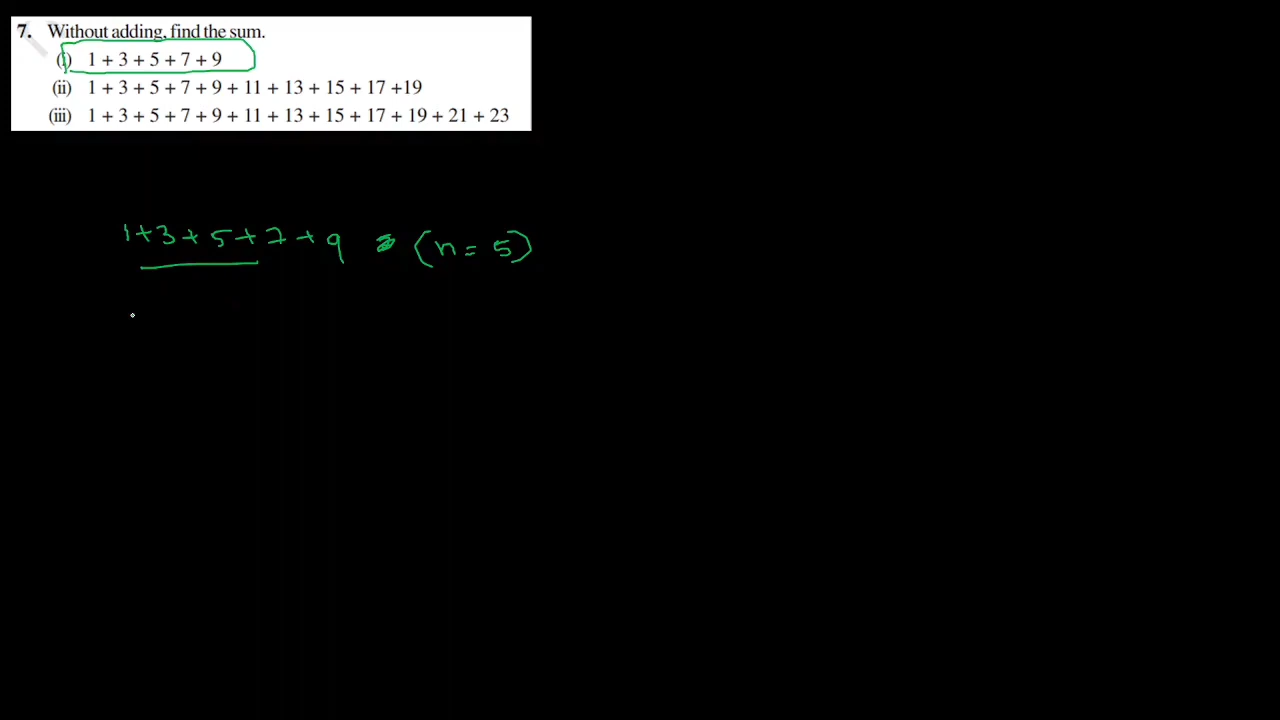 7. Without adding, find the sum.
(i) 1 + 3 + 5 + 7 + 9
(ii) 1 + 3 + 5 + 7 + 9 + 11 + 13 + 15 + 17 +19
(iii) 1 + 3 + 5 + 7 + 9 + 11 + 13 + 15 + 17 + 19 + 21 + 23
1+3+5+7+9 (n=5)